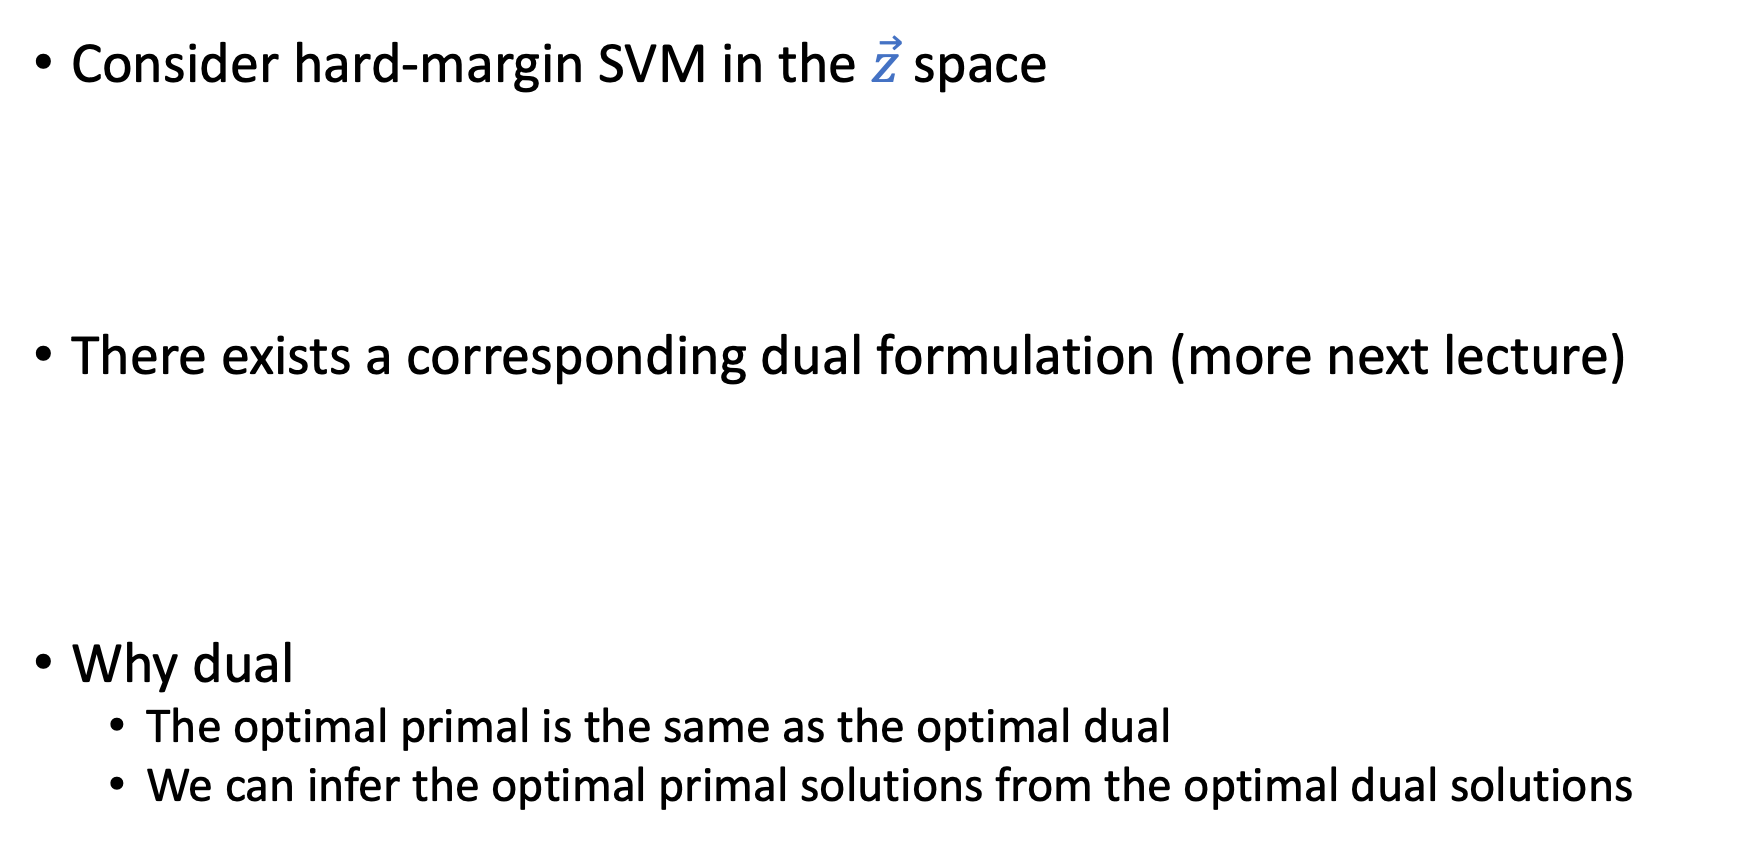 • Consider hard-margin SVM in the $\vec{z}$ space
• There exists a corresponding dual formulation (more next lecture)
• Why dual
• The optimal primal is the same as the optimal dual
• We can infer the optimal primal solutions from the optimal dual solutions